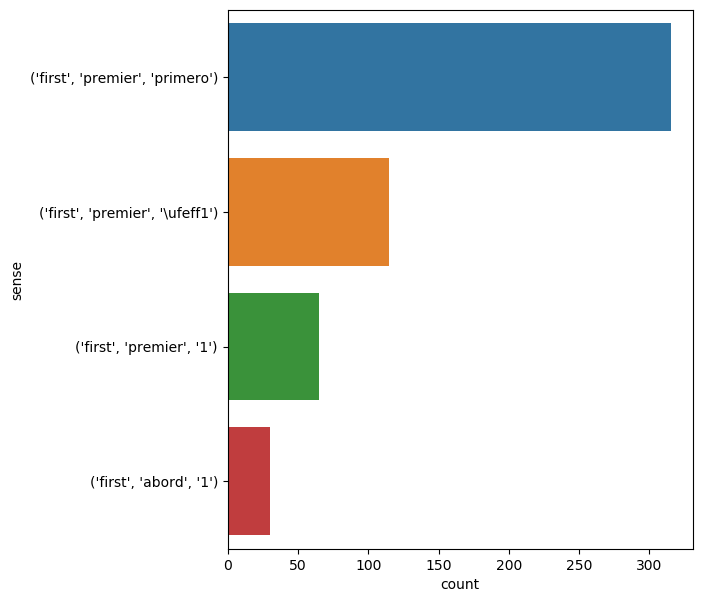 ('first', 'premier', 'primero')
('first', 'premier', '\ufeff1')
('first', 'premier', '1')
('first', 'abord', '1')
sense
0 50 100 150 200 250 300
count